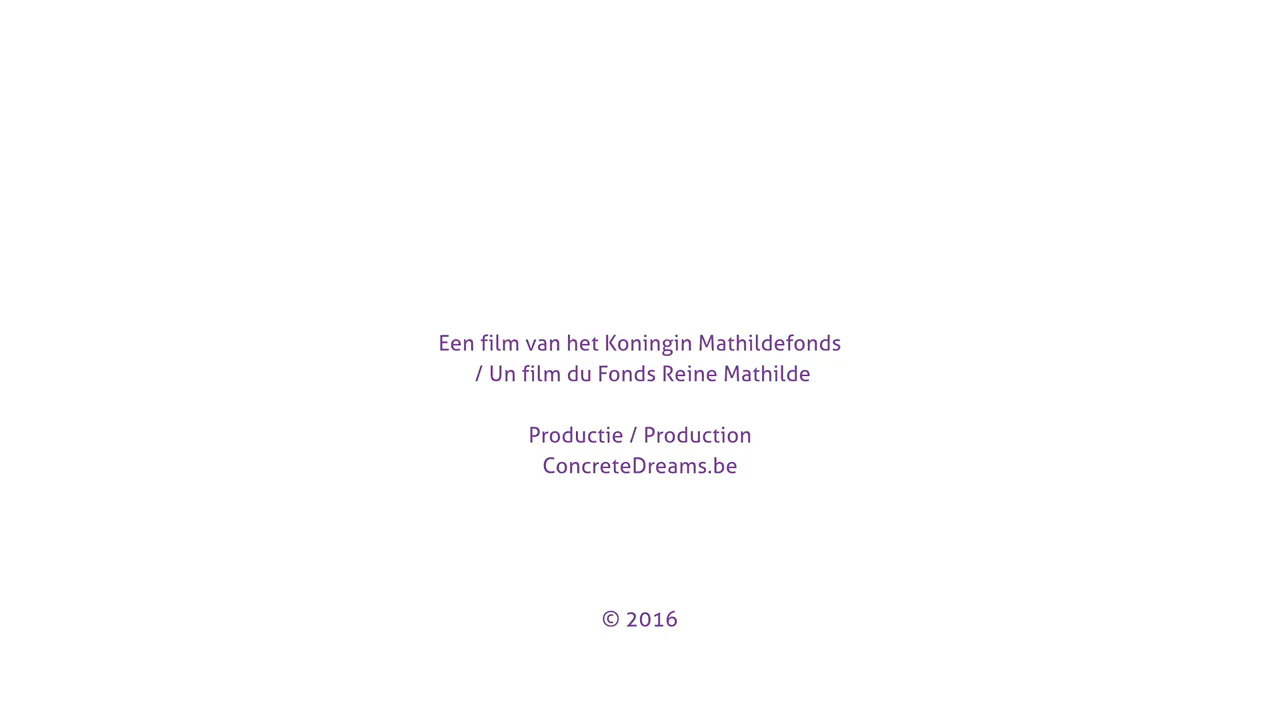 Een film van het Koningin Mathildefonds
/ Un film du Fonds Reine Mathilde
Productie / Production
ConcreteDreams.be
© 2016